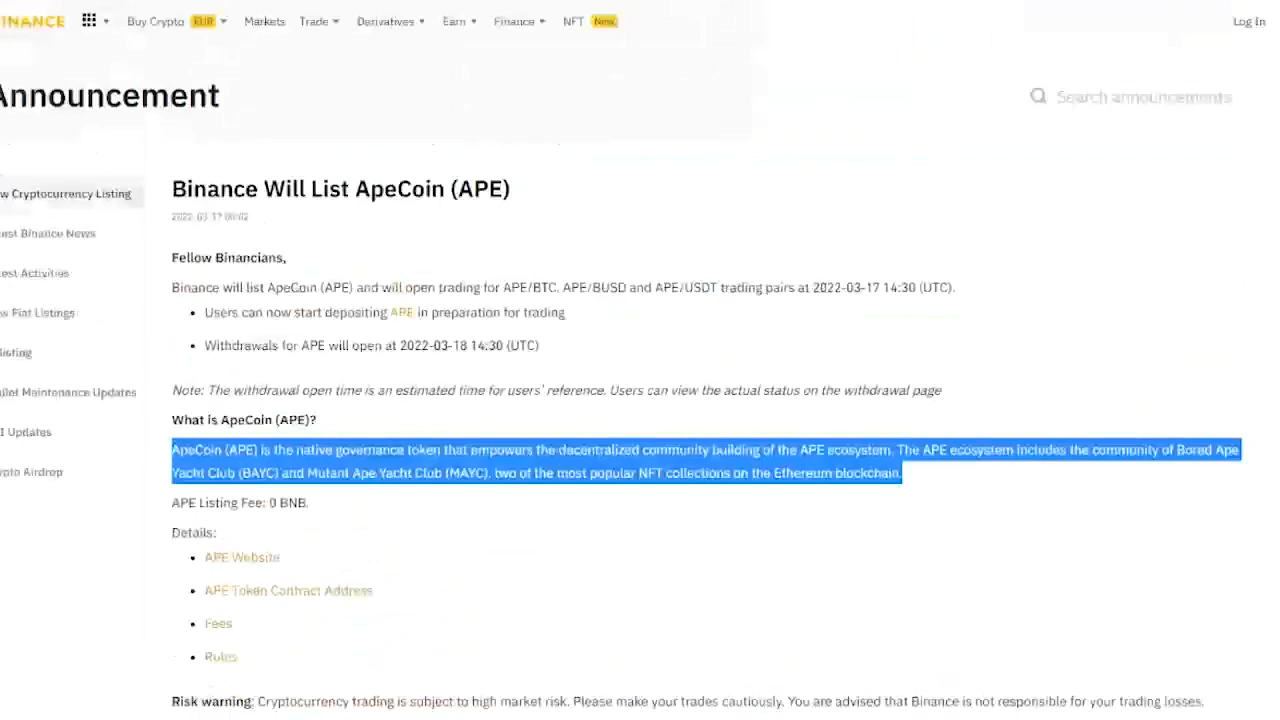 INANCE Buy Crypto EUR Markets Trade Derivatives Earn Finance NFT New Log In
Announcement
Search announcements
w Cryptocurrency Listing
Binance Will List ApeCoin (APE)
est Binance News
Fellow Binancians,
est Activities
Binance will list ApeCoin (APE) and will open trading for APE/BTC, APE/BUSD and APE/USDT trading pairs at 2022-03-17 14:30 (UTC).
w Fiat Listings
• Users can now start depositing APE in preparation for trading
listing
• Withdrawals for APE will open at 2022-03-18 14:30 (UTC)
llet Maintenance Updates
Note: The withdrawal open time is an estimated time for users' reference. Users can view the actual status on the withdrawal page
What is ApeCoin (APE)?
I Updates
ApeCoin (APE) is the native governance token that empowers the decentralized community building of the APE ecosystem. The APE ecosystem includes the community of Bored Ape
Yacht Club (BAYC) and Mutant Ape Yacht Club (MAYC), two of the most popular NFT collections on the Ethereum blockchain.
pto Airdrop
APE Listing Fee: 0 BNB.
Details:
• APE Website
• APE Token Contract Address
• Fees
• Rules
Risk warning: Cryptocurrency trading is subject to high market risk. Please make your trades cautiously. You are advised that Binance is not responsible for your trading losses.